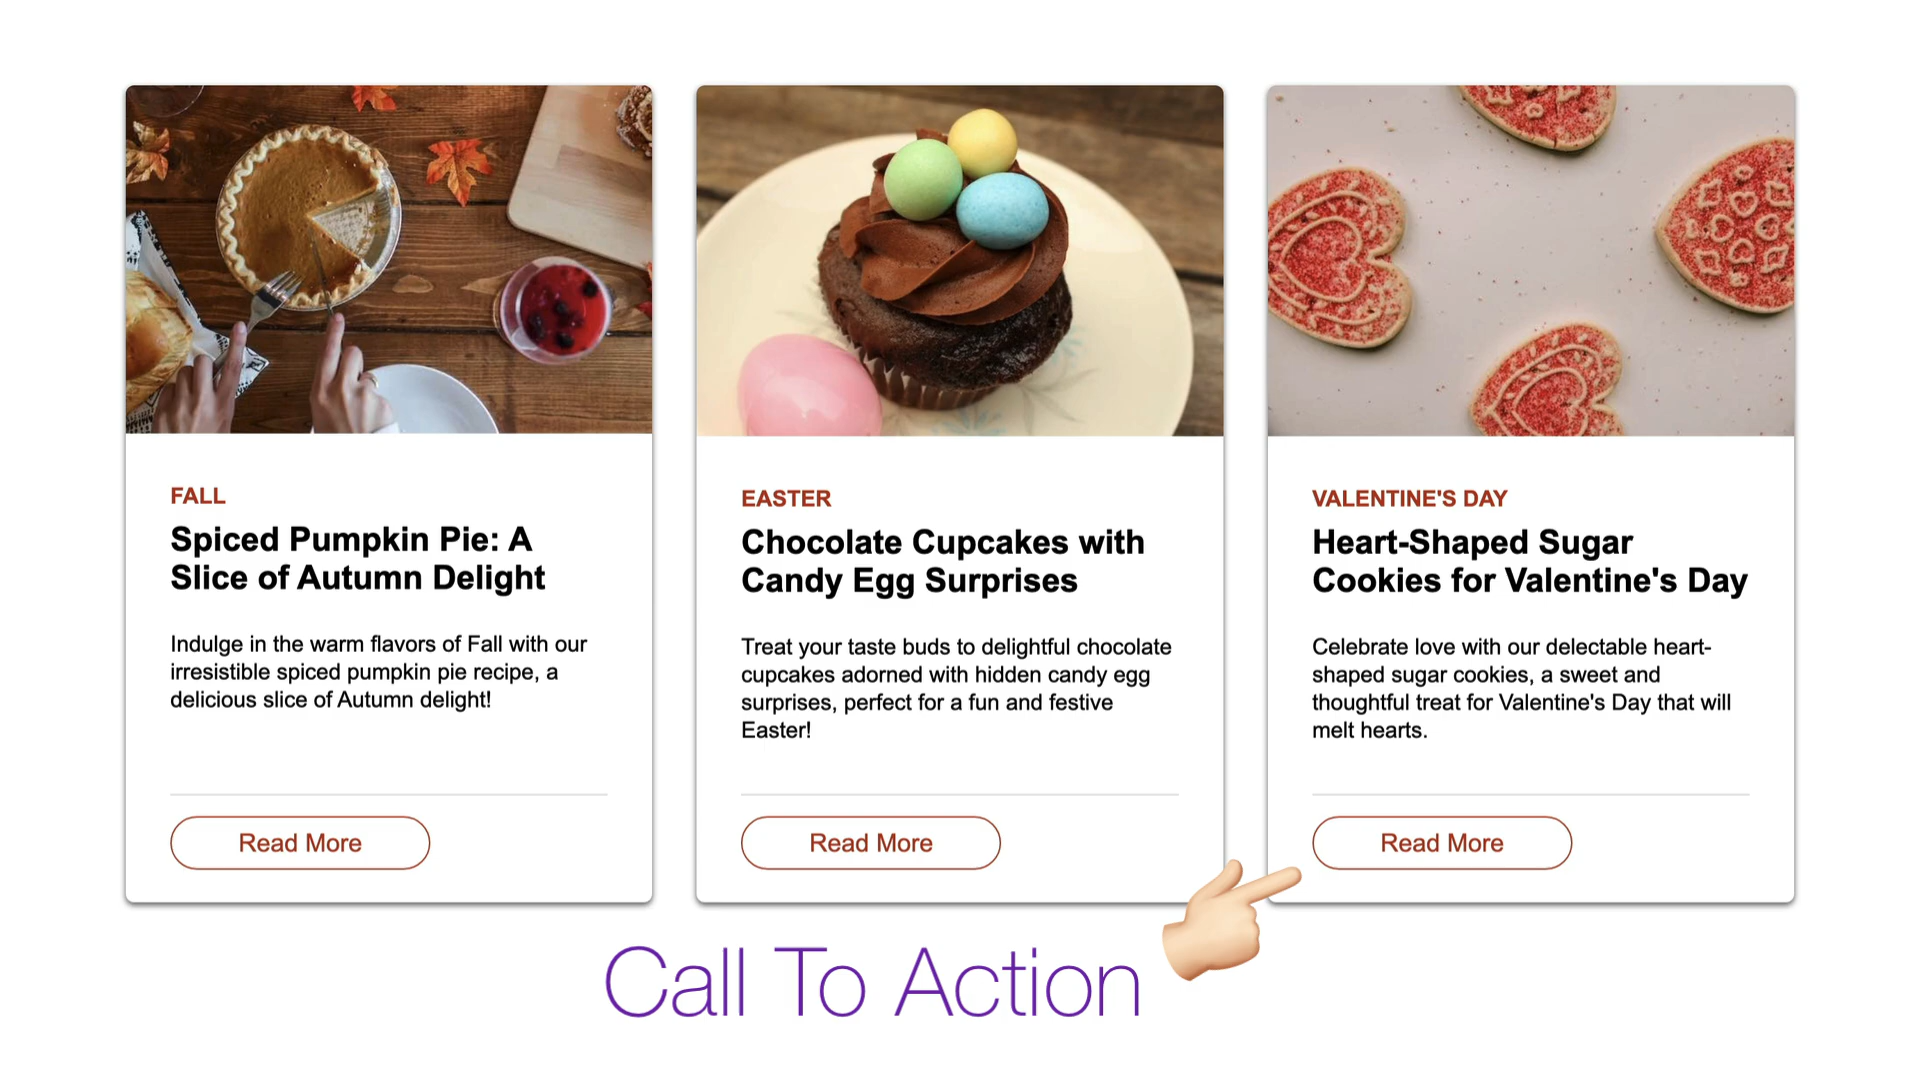 FALL
Spiced Pumpkin Pie: A
Slice of Autumn Delight
Indulge in the warm flavors of Fall with our
irresistible spiced pumpkin pie recipe, a
delicious slice of Autumn delight!
Read More
EASTER
Chocolate Cupcakes with
Candy Egg Surprises
Treat your taste buds to delightful chocolate
cupcakes adorned with hidden candy egg
surprises, perfect for a fun and festive
Easter!
Read More
VALENTINE'S DAY
Heart-Shaped Sugar
Cookies for Valentine's Day
Celebrate love with our delectable heart-
shaped sugar cookies, a sweet and
thoughtful treat for Valentine's Day that will
melt hearts.
Read More
Call To Action